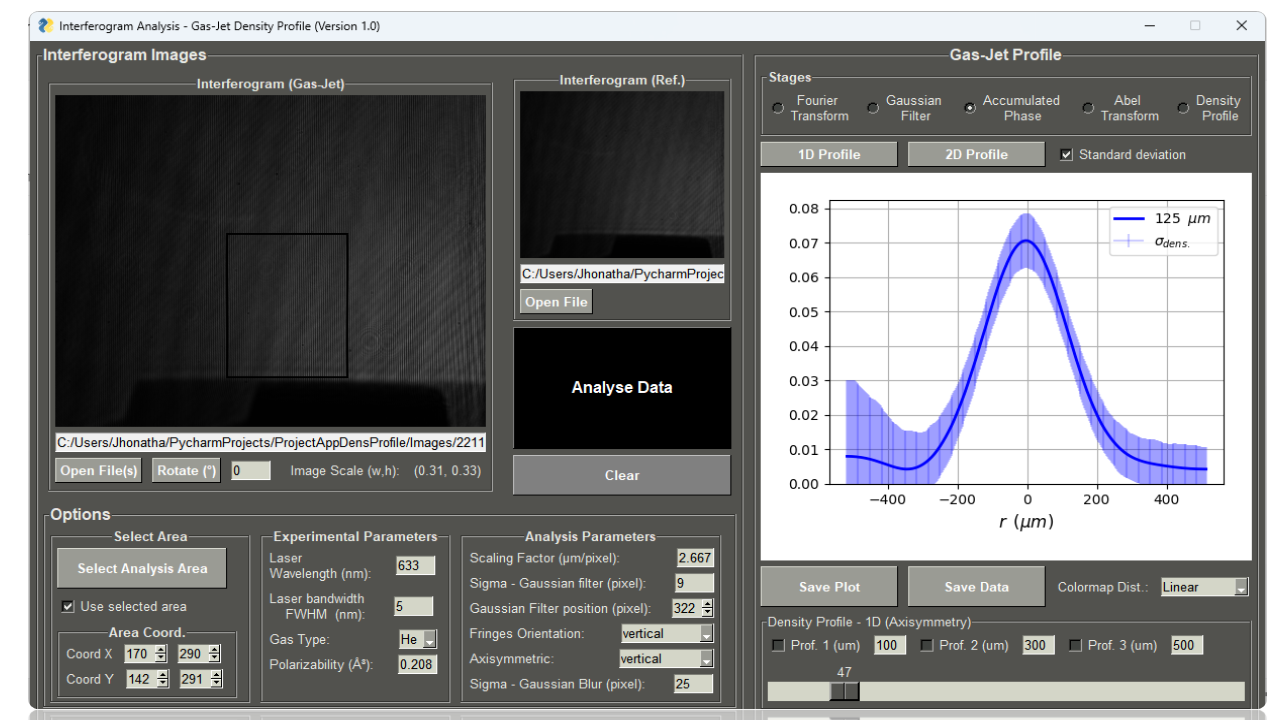 Interferogram Analysis - Gas-Jet Density Profile (Version 1.0)
Interferogram Images
Interferogram (Gas-Jet)
C:/Users/Jhonatha/PycharmProjects/ProjectAppDensProfile/Images/2211
Open File(s) Rotate (°) 0 Image Scale (w,h): (0.31, 0.33)
Interferogram (Ref.)
C:/Users/Jhonatha/PycharmProjec
Open File
Analyse Data
Clear
Options
Select Area
Select Analysis Area
Use selected area
Area Coord.
Coord X 170 290
Coord Y 142 291
Experimental Parameters
Laser
Wavelength (nm): 633
Laser bandwidth
FWHM (nm): 5
Gas Type: He
Polarizability (Å³): 0.208
Analysis Parameters
Scaling Factor (µm/pixel): 2.667
Sigma - Gaussian filter (pixel): 9
Gaussian Filter position (pixel): 322
Fringes Orientation: vertical
Axisymmetric: vertical
Sigma - Gaussian Blur (pixel): 25
Gas-Jet Profile
Stages
Fourier Transform
Gaussian Filter
Accumulated Phase
Abel Transform
Density Profile
1D Profile 2D Profile Standard deviation
0.08
0.07
0.06
0.05
0.04
0.03
0.02
0.01
0.00
−400 −200 0 200 400
r (µm)
125 µm
σdens.
Save Plot Save Data Colormap Dist.: Linear
Density Profile - 1D (Axisymmetry)
Prof. 1 (um) 100 Prof. 2 (um) 300 Prof. 3 (um) 500
47